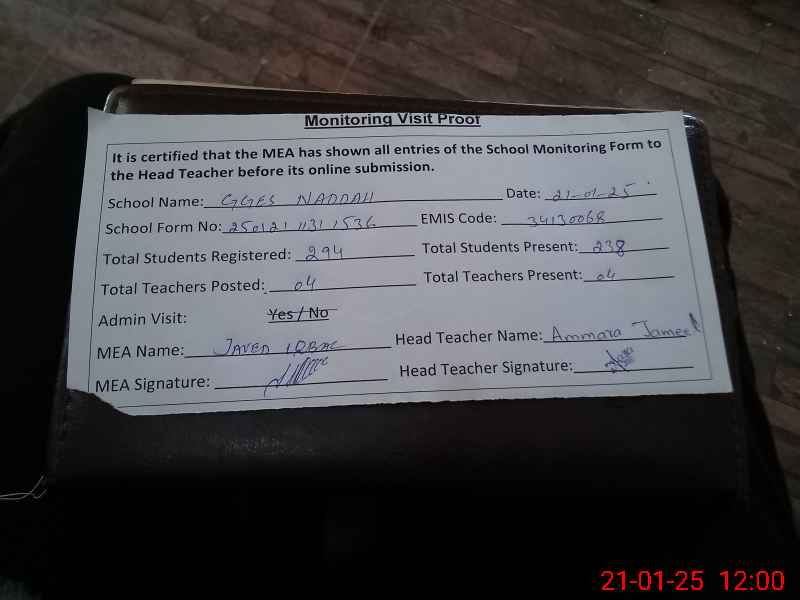 Monitoring Visit Proof
It is certified that the MEA has shown all entries of the School Monitoring Form to
the Head Teacher before its online submission.
School Name: GGES NADDAH Date: 21-01-25
School Form No: EMIS Code: 34130068
Total Students Registered: 294 Total Students Present: 238
Total Teachers Posted: 04 Total Teachers Present: 04
Admin Visit: Yes / No
MEA Name: JAVED IQBAL Head Teacher Name: Ammara Jameel
MEA Signature: Head Teacher Signature:
21-01-25 12:00